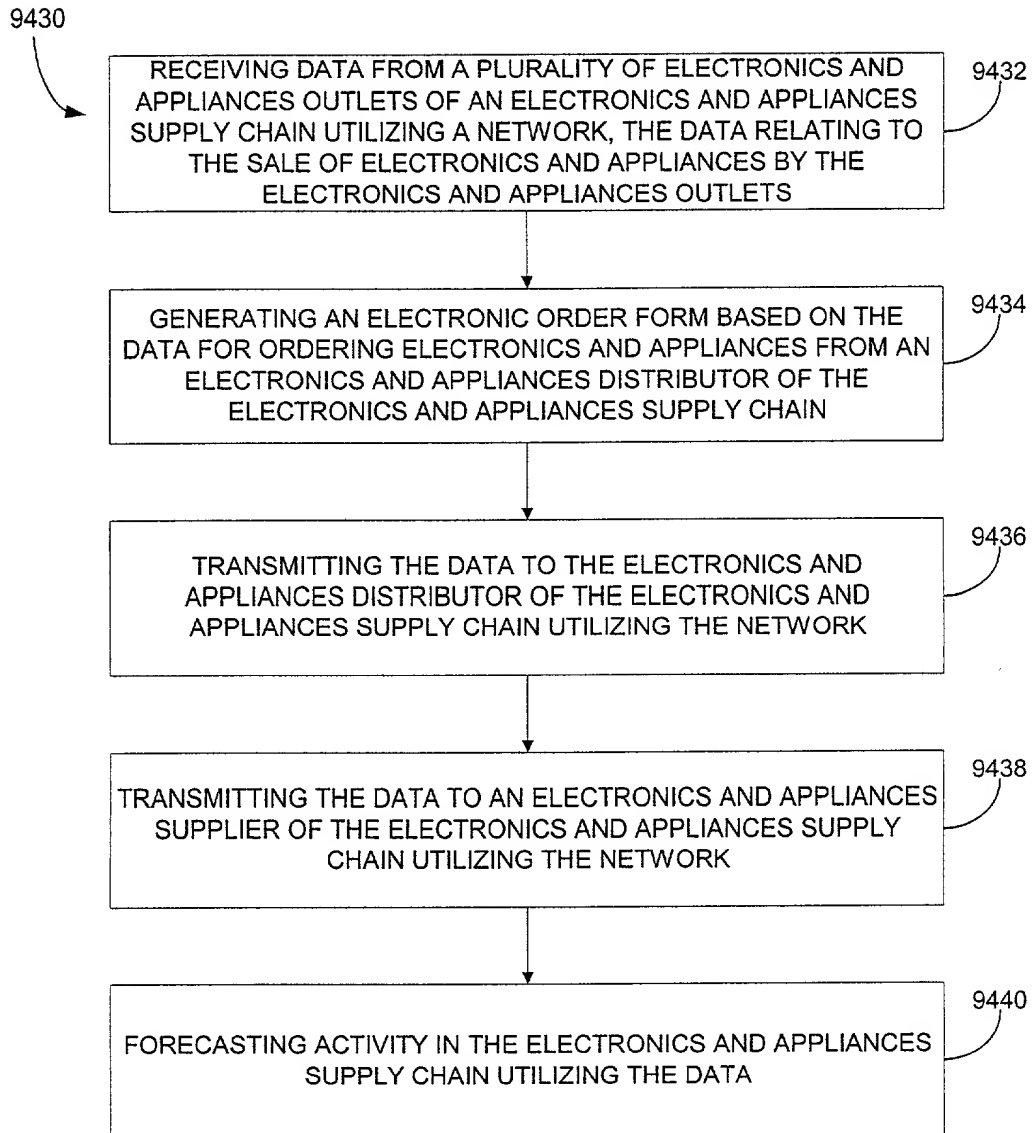 9430
RECEIVING DATA FROM A PLURALITY OF ELECTRONICS AND
APPLIANCES OUTLETS OF AN ELECTRONICS AND APPLIANCES
SUPPLY CHAIN UTILIZING A NETWORK, THE DATA RELATING TO
THE SALE OF ELECTRONICS AND APPLIANCES BY THE
ELECTRONICS AND APPLIANCES OUTLETS
9432
GENERATING AN ELECTRONIC ORDER FORM BASED ON THE
DATA FOR ORDERING ELECTRONICS AND APPLIANCES FROM AN
ELECTRONICS AND APPLIANCES DISTRIBUTOR OF THE
ELECTRONICS AND APPLIANCES SUPPLY CHAIN
9434
TRANSMITTING THE DATA TO THE ELECTRONICS AND
APPLIANCES DISTRIBUTOR OF THE ELECTRONICS AND
APPLIANCES SUPPLY CHAIN UTILIZING THE NETWORK
9436
TRANSMITTING THE DATA TO AN ELECTRONICS AND APPLIANCES
SUPPLIER OF THE ELECTRONICS AND APPLIANCES SUPPLY
CHAIN UTILIZING THE NETWORK
9438
FORECASTING ACTIVITY IN THE ELECTRONICS AND APPLIANCES
SUPPLY CHAIN UTILIZING THE DATA
9440